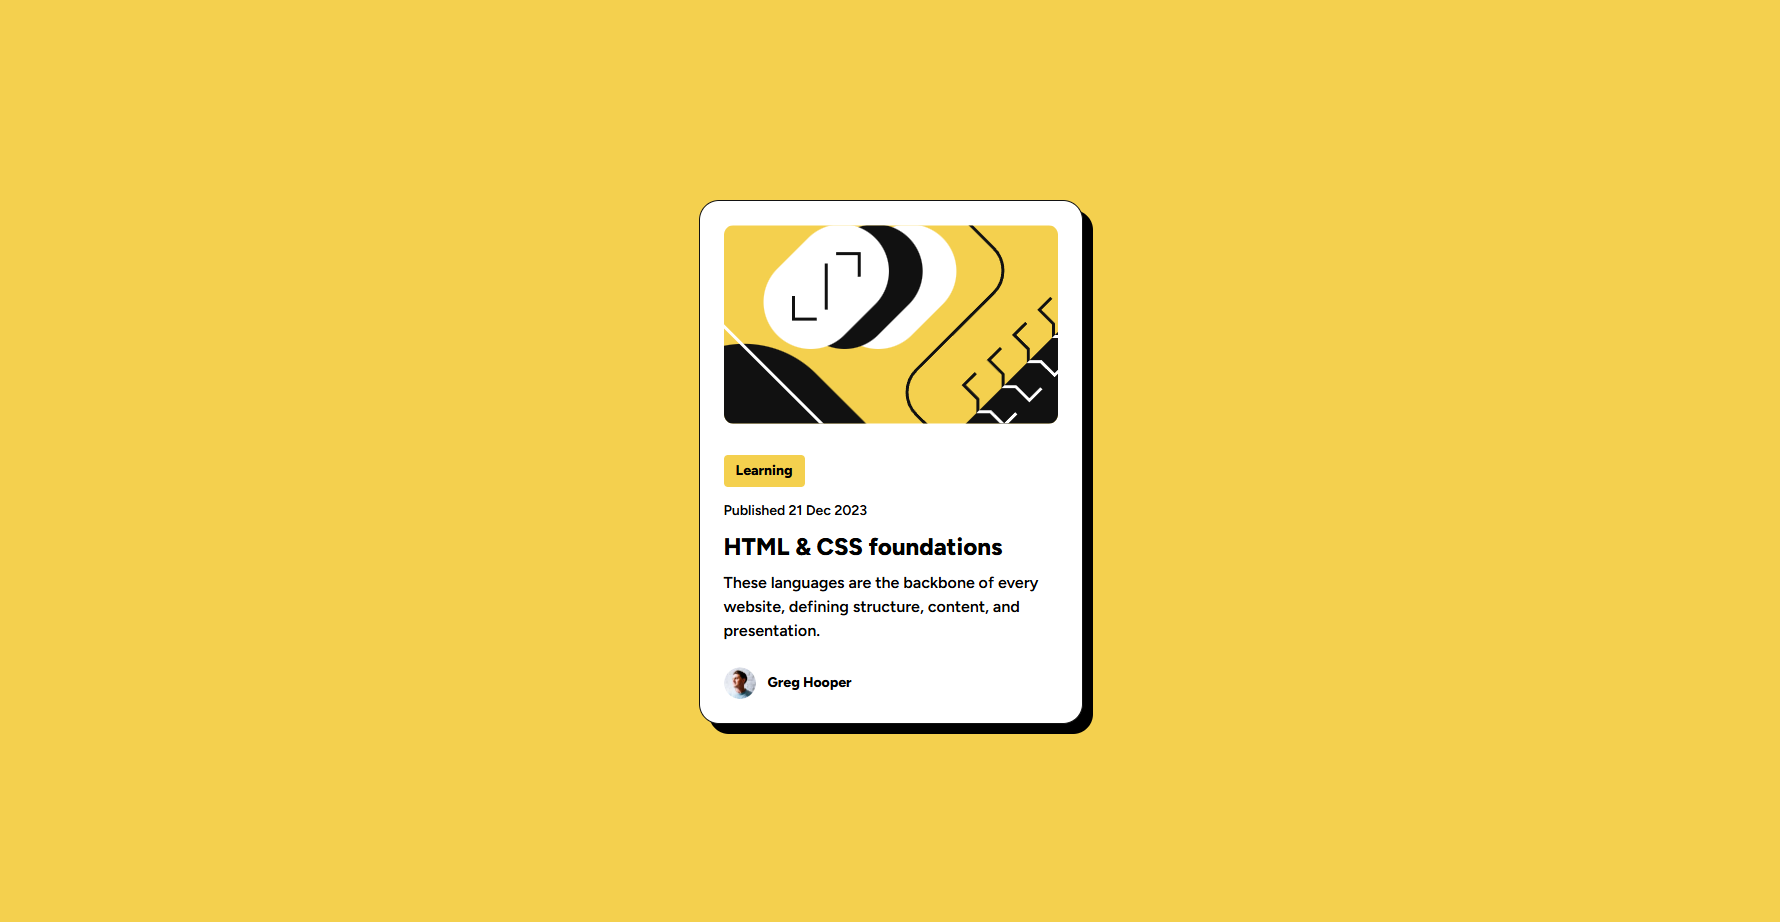 Learning
Published 21 Dec 2023
HTML & CSS foundations
These languages are the backbone of every
website, defining structure, content, and
presentation.
Greg Hooper